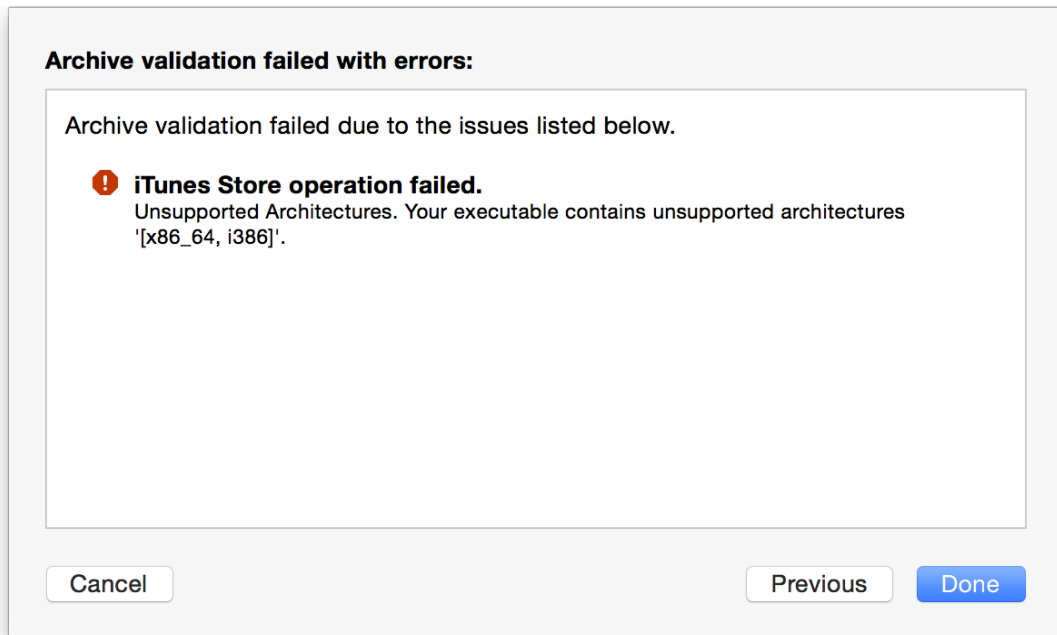 Archive validation failed with errors:
Archive validation failed due to the issues listed below.
iTunes Store operation failed.
Unsupported Architectures. Your executable contains unsupported architectures
'[x86_64, i386]'.
Cancel
Previous
Done